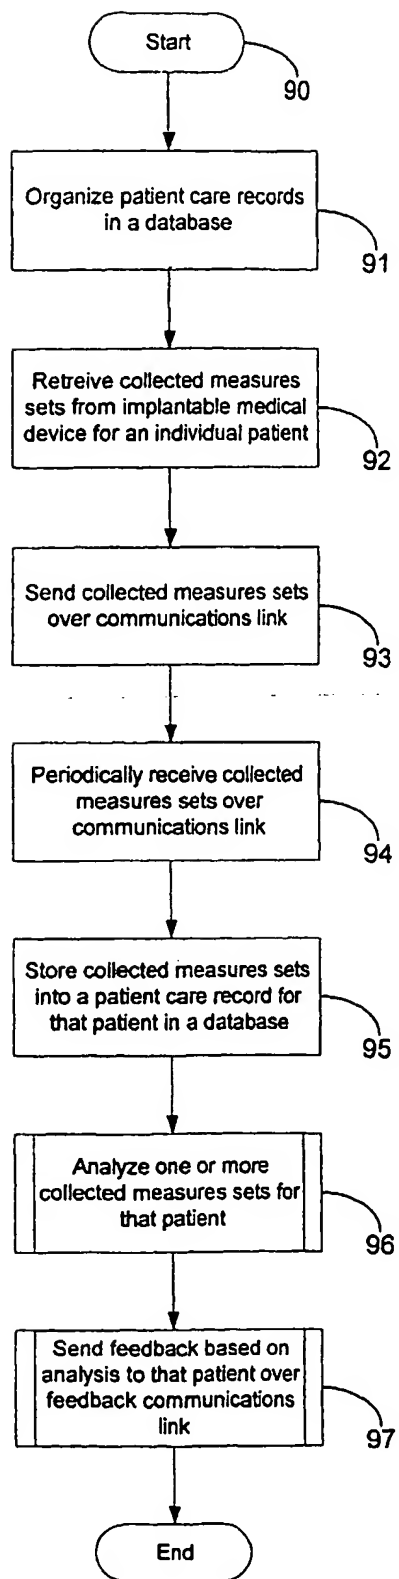 Start
90
Organize patient care records
in a database
91
Retreive collected measures
sets from implantable medical
device for an individual patient
92
Send collected measures sets
over communications link
93
Periodically receive collected
measures sets over
communications link
94
Store collected measures sets
into a patient care record for
that patient in a database
95
Analyze one or more
collected measures sets for
that patient
96
Send feedback based on
analysis to that patient over
feedback communications
link
97
End